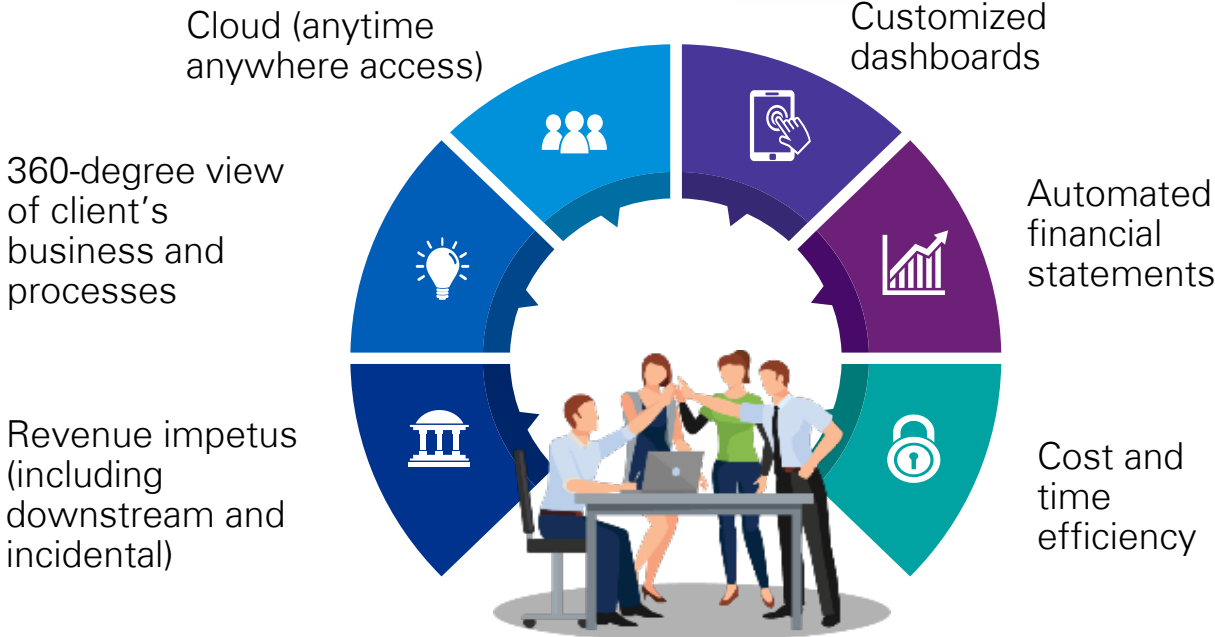 Cloud (anytime
anywhere access)
Customized
dashboards
360-degree view
of client’s
business and
processes
Automated
financial
statements
Revenue impetus
(including
downstream and
incidental)
Cost and
time
efficiency